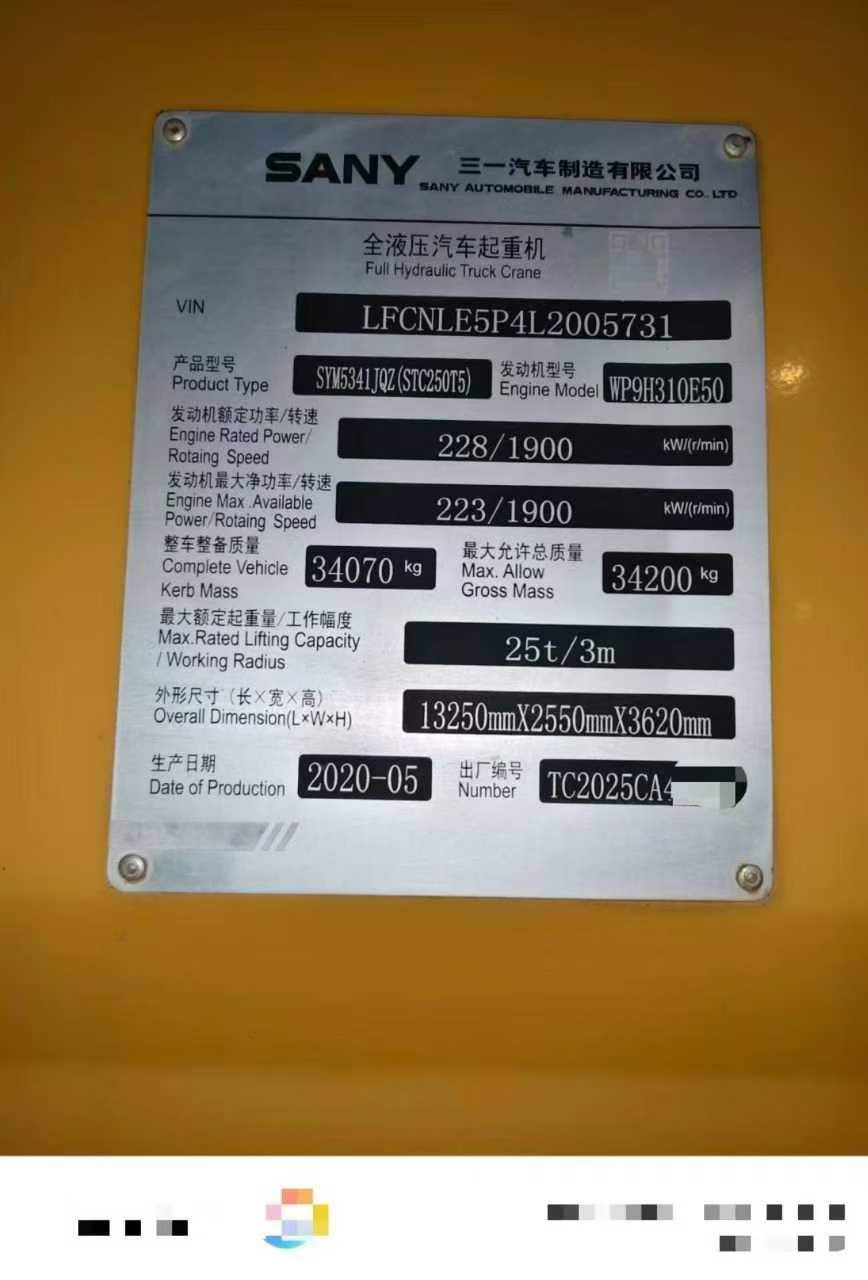 SANY 三一汽车制造有限公司
SANY AUTOMOBILE MANUFACTURING CO., LTD
全液压汽车起重机
Full Hydraulic Truck Crane
VIN LFCNLE5P4L2005731
产品型号 发动机型号
Product Type SYM5341JQZ(STC250T5) Engine Model WP9H310E50
发动机额定功率/转速
Engine Rated Power/ 228/1900 kW/(r/min)
Rotaing Speed
发动机最大净功率/转速
Engine Max .Available 223/1900 kW/(r/min)
Power/Rotaing Speed
整车整备质量 最大允许总质量
Complete Vehicle 34070 kg Max. Allow 34200 kg
Kerb Mass Gross Mass
最大额定起重量/工作幅度
Max.Rated Lifting Capacity 25t/3m
/ Working Radius
外形尺寸 (长×宽×高)
Overall Dimension(L×W×H) 13250mmX2550mmX3620mm
生产日期 出厂编号
Date of Production 2020-05 Number TC2025CA4